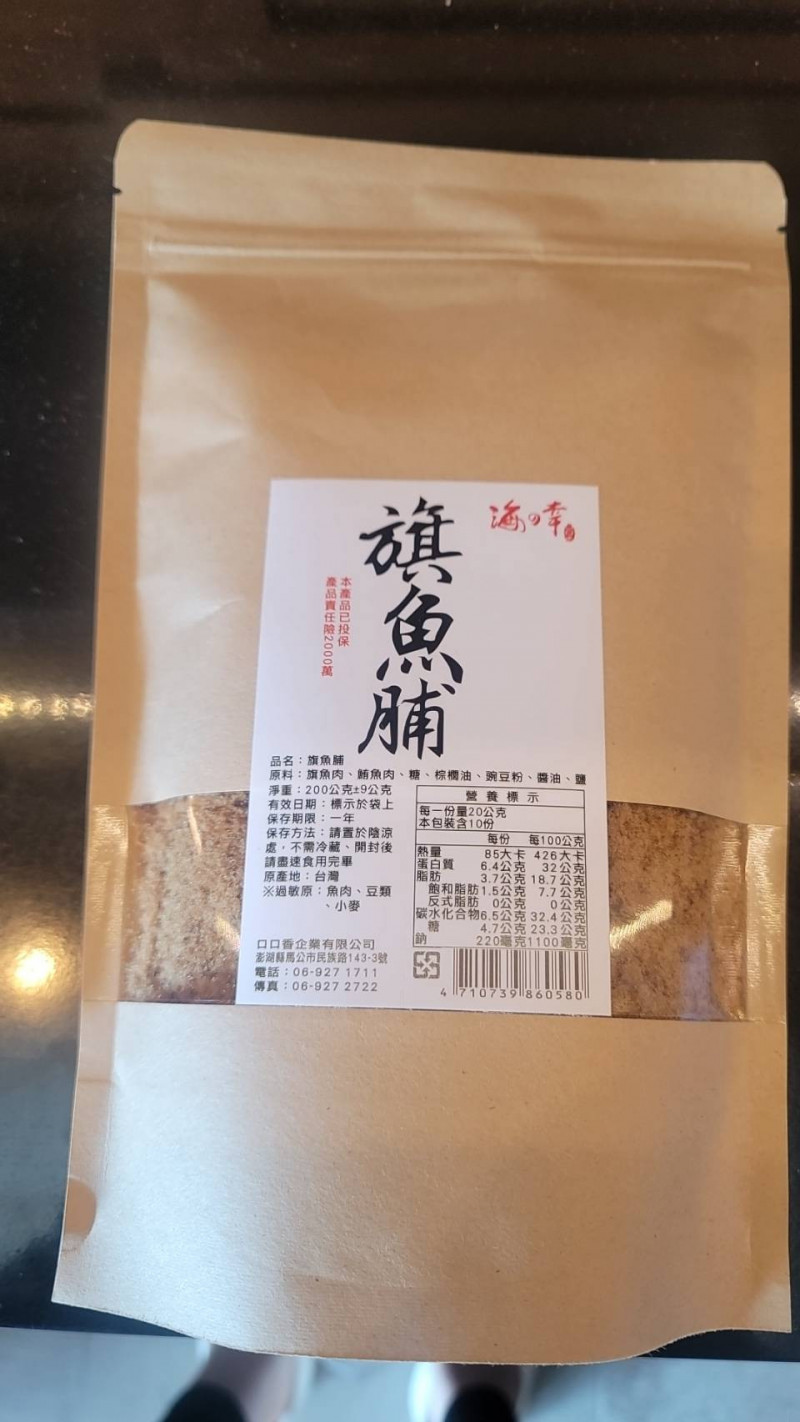 海の幸
旗魚脯
本產品已投保
產品責任險2000萬
品名：旗魚脯
原料：旗魚肉、鮪魚肉、糖、棕櫚油、豌豆粉、醬油、鹽
淨重：200公克±9公克
有效日期：標示於袋上
保存期限：一年
保存方法：請置於陰涼
處，不需冷藏、開封後
請盡速食用完畢
原產地：台灣
※過敏原：魚肉、豆類
、小麥
口口香企業有限公司
澎湖縣馬公市民族路143-3號
電話：06-927 1711
傳真：06-927 2722
營養標示
每一份量20公克
本包裝含10份
每份 每100公克
熱量 85大卡 426大卡
蛋白質 6.4公克 32公克
脂肪 3.7公克 18.7公克
飽和脂肪 1.5公克 7.7公克
反式脂肪 0公克 0公克
碳水化合物 6.5公克 32.4公克
糖 4.7公克 23.3公克
鈉 220毫克 1100毫克
4 710739 860580